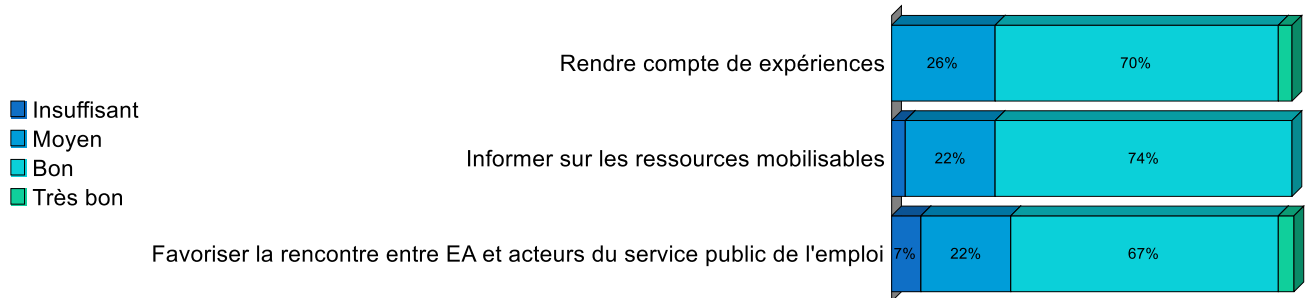 Insuffisant
Moyen
Bon
Très bon
Rendre compte de expériences
26% 70%
Informer sur les ressources mobilisables
22% 74%
Favoriser la rencontre entre EA et acteurs du service public de l'emploi
7% 22% 67%